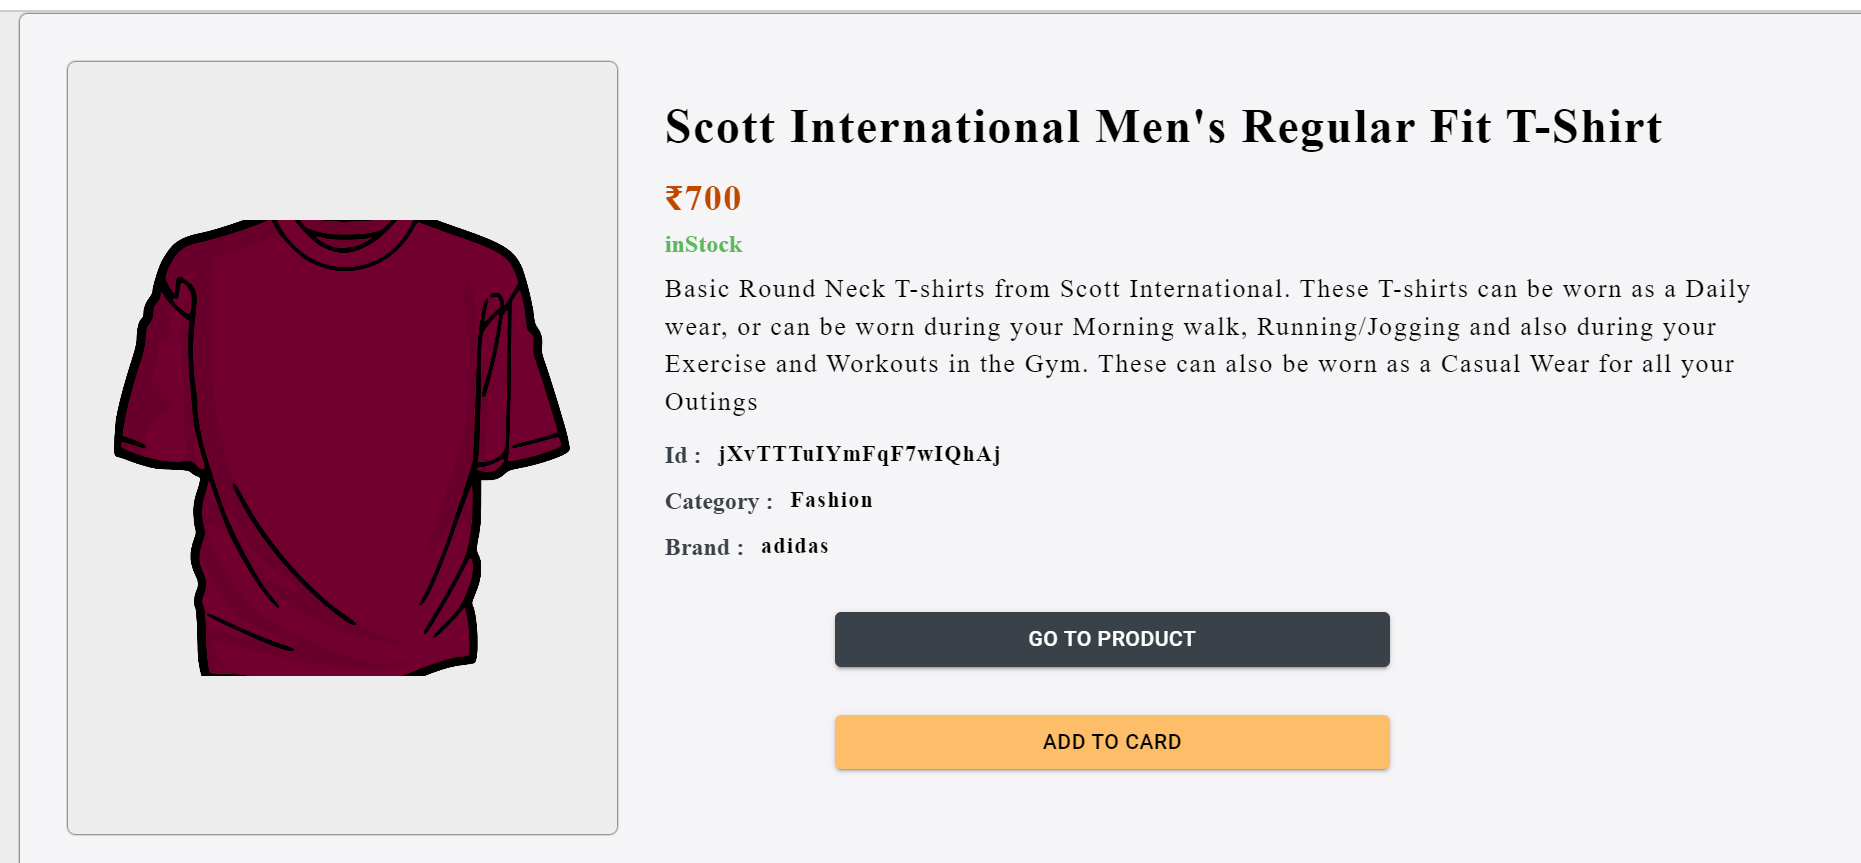 Scott International Men's Regular Fit T-Shirt
₹700
inStock
Basic Round Neck T-shirts from Scott International. These T-shirts can be worn as a Daily
wear, or can be worn during your Morning walk, Running/Jogging and also during your
Exercise and Workouts in the Gym. These can also be worn as a Casual Wear for all your
Outings
Id : jXvTTTuIYmFqF7wIQhAj
Category : Fashion
Brand : adidas
GO TO PRODUCT
ADD TO CARD